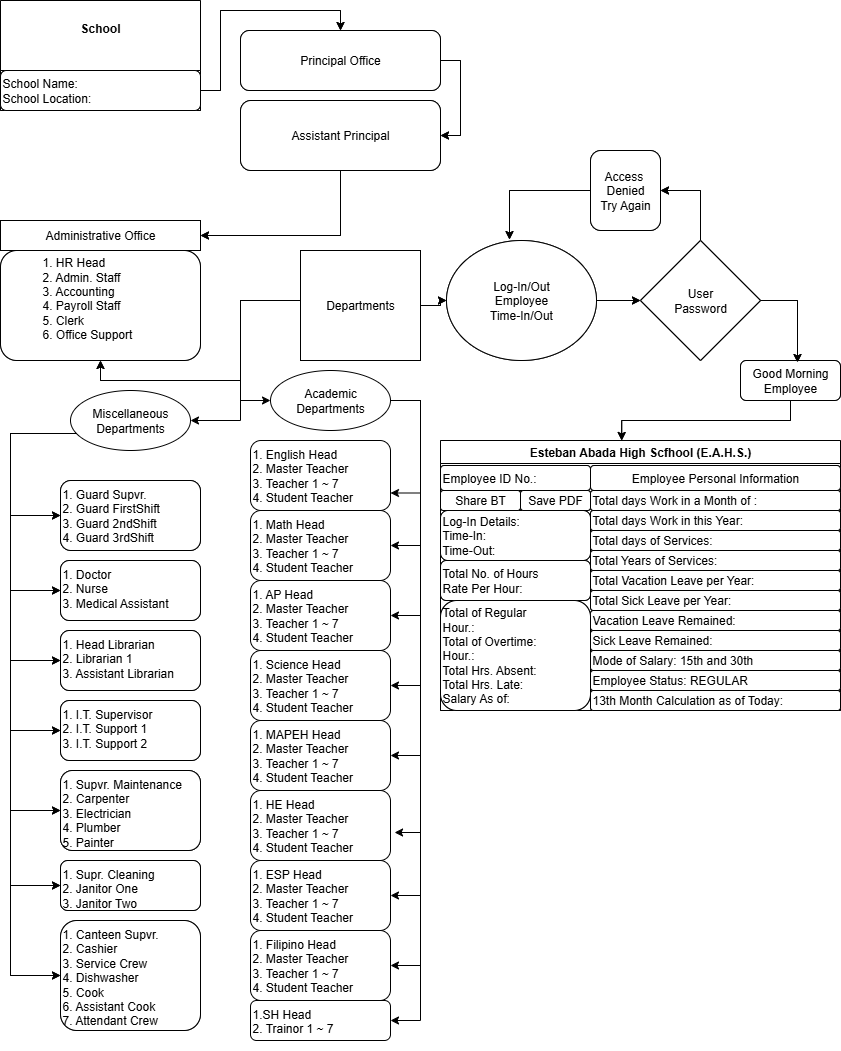 School
School Name:
School Location:
Principal Office
Assistant Principal
Administrative Office
1. HR Head
2. Admin. Staff
3. Accounting
4. Payroll Staff
5. Clerk
6. Office Support
Departments
Log-In/Out
Employee
Time-In/Out
Access
Denied
Try Again
User
Password
Good Morning
Employee
Miscellaneous
Departments
Academic
Departments
1. Guard Supvr.
2. Guard FirstShift
3. Guard 2ndShift
4. Guard 3rdShift
1. Doctor
2. Nurse
3. Medical Assistant
1. Head Librarian
2. Librarian 1
3. Assistant Librarian
1. I.T. Supervisor
2. I.T. Support 1
3. I.T. Support 2
1. Supvr. Maintenance
2. Carpenter
3. Electrician
4. Plumber
5. Painter
1. Supr. Cleaning
2. Janitor One
3. Janitor Two
1. Canteen Supvr.
2. Cashier
3. Service Crew
4. Dishwasher
5. Cook
6. Assistant Cook
7. Attendant Crew
1. English Head
2. Master Teacher
3. Teacher 1 ~ 7
4. Student Teacher
1. Math Head
2. Master Teacher
3. Teacher 1 ~ 7
4. Student Teacher
1. AP Head
2. Master Teacher
3. Teacher 1 ~ 7
4. Student Teacher
1. Science Head
2. Master Teacher
3. Teacher 1 ~ 7
4. Student Teacher
1. MAPEH Head
2. Master Teacher
3. Teacher 1 ~ 7
4. Student Teacher
1. HE Head
2. Master Teacher
3. Teacher 1 ~ 7
4. Student Teacher
1. ESP Head
2. Master Teacher
3. Teacher 1 ~ 7
4. Student Teacher
1. Filipino Head
2. Master Teacher
3. Teacher 1 ~ 7
4. Student Teacher
1.SH Head
2. Trainor 1 ~ 7
Esteban Abada High Scfhool (E.A.H.S.)
Employee ID No.:
Share BT
Save PDF
Log-In Details:
Time-In:
Time-Out:
Total No. of Hours
Rate Per Hour:
Total of Regular
Hour.:
Total of Overtime:
Hour.:
Total Hrs. Absent:
Total Hrs. Late:
Salary As of:
Employee Personal Information
Total days Work in a Month of :
Total days Work in this Year:
Total days of Services:
Total Years of Services:
Total Vacation Leave per Year:
Total Sick Leave per Year:
Vacation Leave Remained:
Sick Leave Remained:
Mode of Salary: 15th and 30th
Employee Status: REGULAR
13th Month Calculation as of Today: